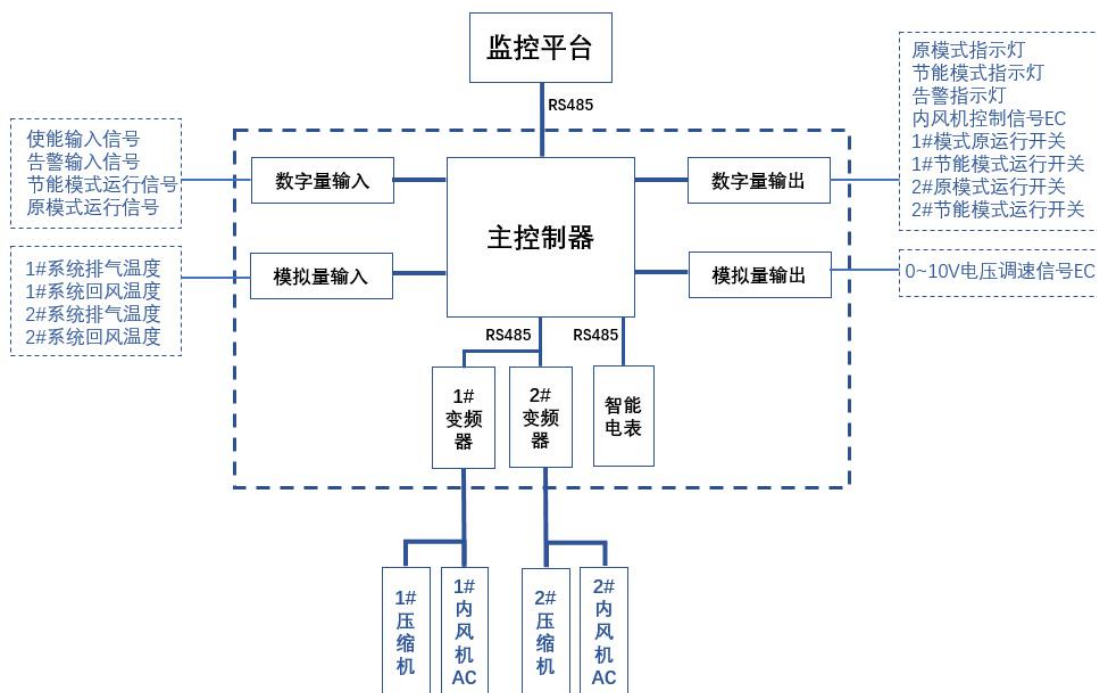 监控平台
RS485
原模式指示灯
节能模式指示灯
告警指示灯
内风机控制信号EC
1#模式原运行开关
1#节能模式运行开关
2#原模式运行开关
2#节能模式运行开关
使能输入信号
告警输入信号
节能模式运行信号
原模式运行信号
数字量输入
主控制器
数字量输出
1#系统排气温度
1#系统回风温度
2#系统排气温度
2#系统回风温度
模拟量输入
模拟量输出
0~10V电压调速信号EC
RS485
RS485
1#
变频
器
2#
变频
器
智能
电表
1#
压
缩
机
1#
内
风
机
AC
2#
压
缩
机
2#
内
风
机
AC